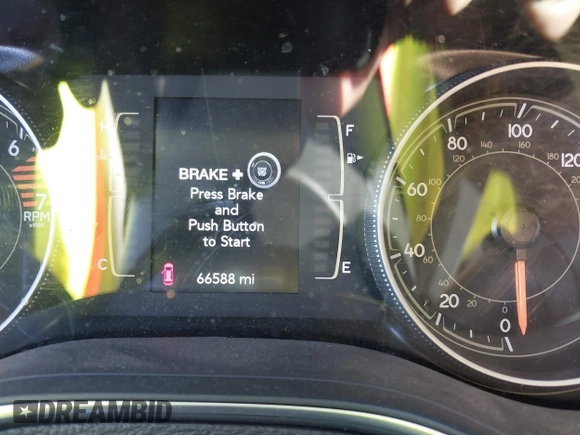 6
7
RPM
x1000
H
C
BRAKE +
Press Brake
and
Push Button
to Start
66588 mi
F
E
0
20
40
60
80
100
120
0
20
40
60
80
100
120
140
160
180
DREAMBID